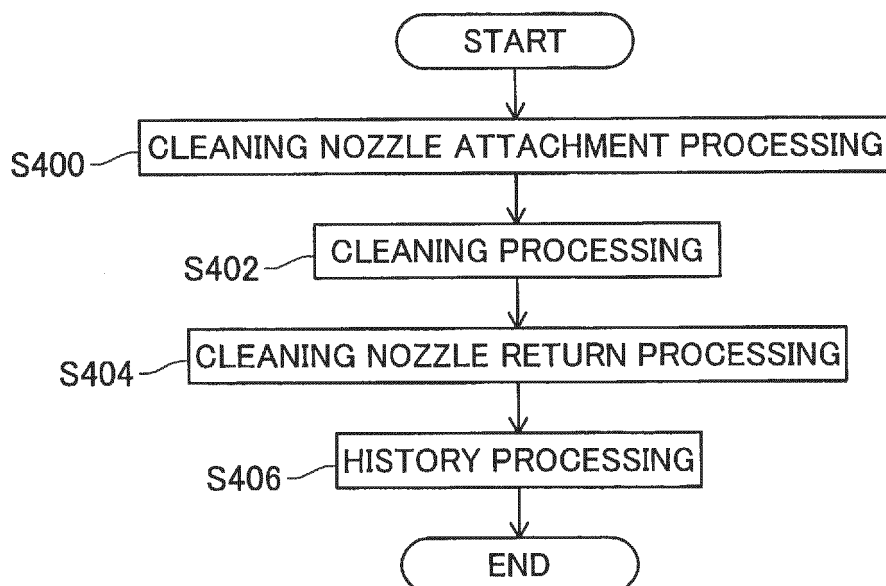 START
S400
CLEANING NOZZLE ATTACHMENT PROCESSING
S402
CLEANING PROCESSING
S404
CLEANING NOZZLE RETURN PROCESSING
S406
HISTORY PROCESSING
END